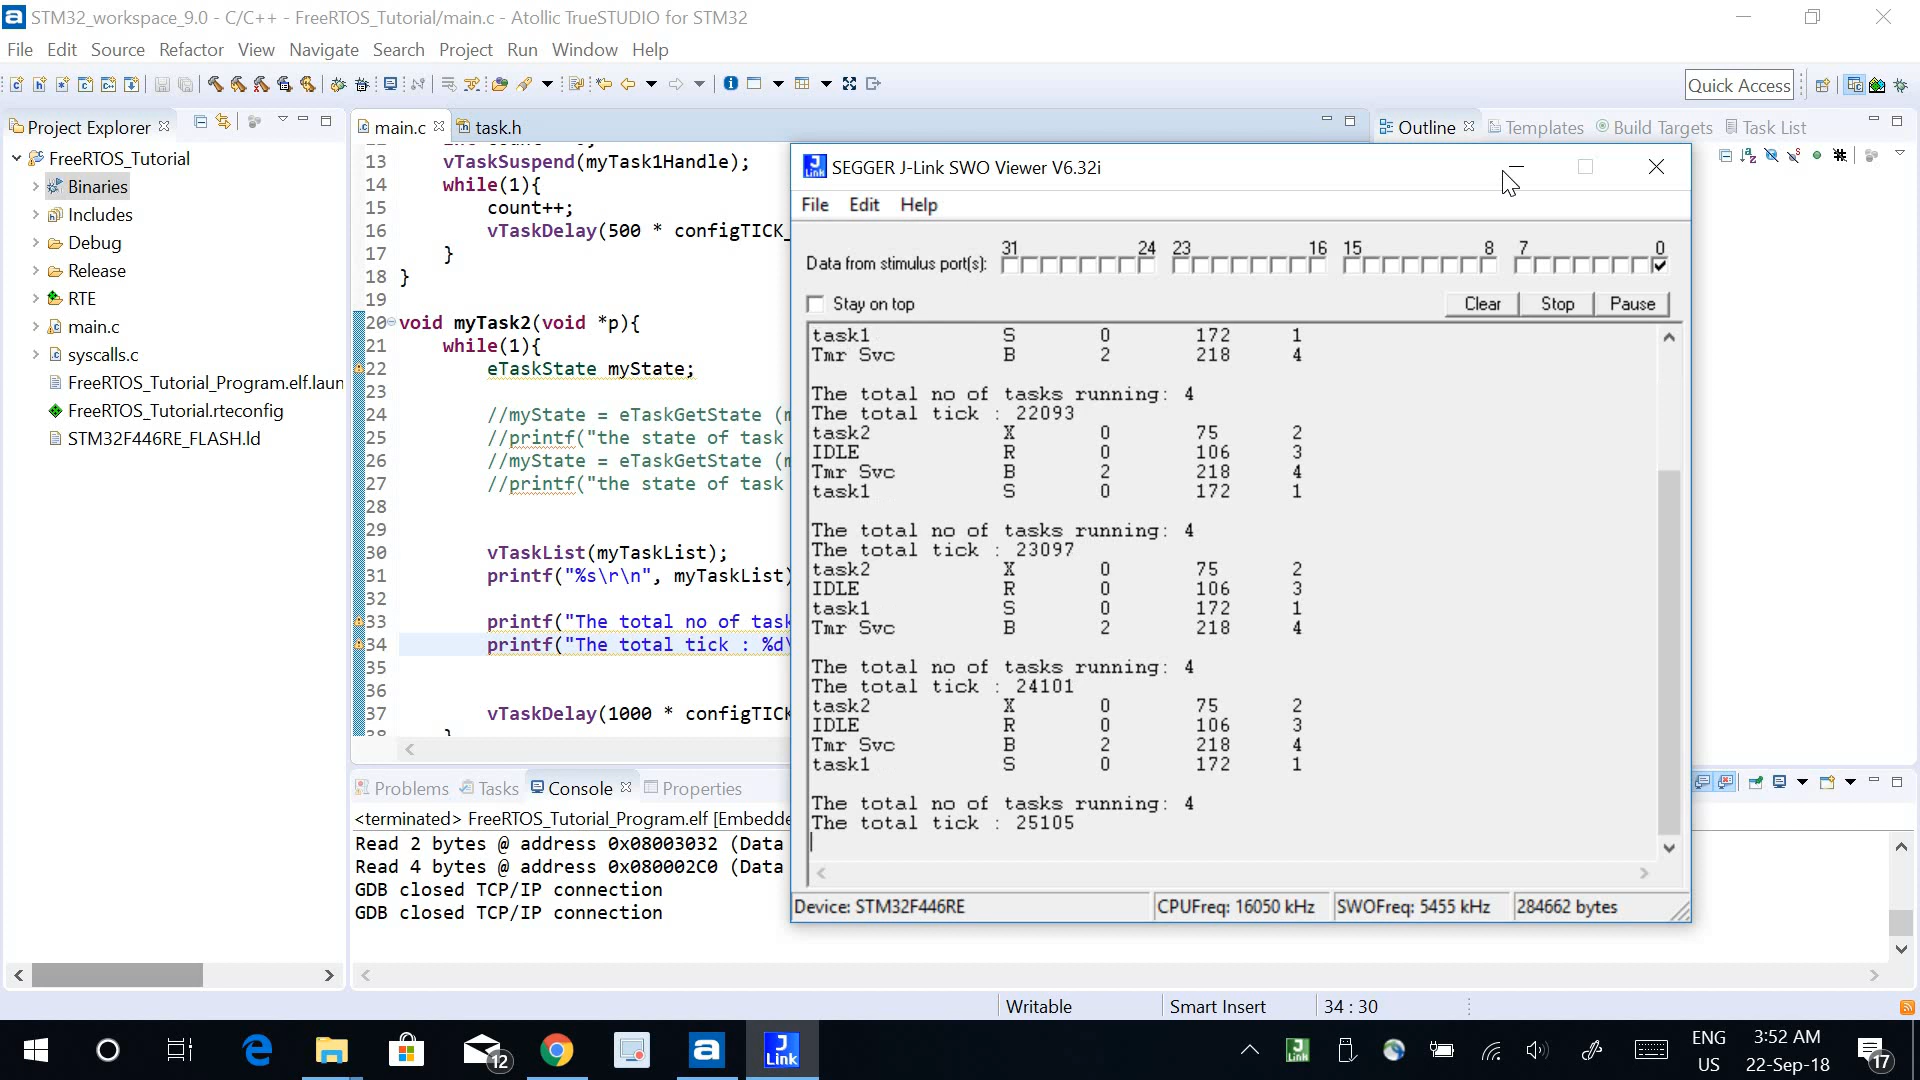 STM32_workspace_9.0 - C/C++ - FreeRTOS_Tutorial/main.c - Atollic TrueSTUDIO for STM32
File Edit Source Refactor View Navigate Search Project Run Window Help
Quick Access
Project Explorer
FreeRTOS_Tutorial
Binaries
Includes
Debug
Release
RTE
main.c
syscalls.c
FreeRTOS_Tutorial_Program.elf.laun
FreeRTOS_Tutorial.rteconfig
STM32F446RE_FLASH.ld
main.c
task.h
13 vTaskSuspend(myTask1Handle);
14 while(1){
15 count++;
16 vTaskDelay(500 * configTICK_
17 }
18 }
19
20 void myTask2(void *p){
21 while(1){
22 eTaskState myState;
23
24 //myState = eTaskGetState (m
25 //printf("the state of task
26 //myState = eTaskGetState (m
27 //printf("the state of task
28
29
30 vTaskList(myTaskList);
31 printf("%s\r\n", myTaskList)
32
33 printf("The total no of task
34 printf("The total tick : %d\
35
36
37 vTaskDelay(1000 * configTICK
Outline Templates Build Targets Task List
SEGGER J-Link SWO Viewer V6.32i
File Edit Help
31 24 23 16 15 8 7 0
Data from stimulus port(s):
Stay on top
Clear Stop Pause
task1 S 0 172 1
Tmr Svc B 2 218 4
The total no of tasks running: 4
The total tick : 22093
task2 X 0 75 2
IDLE R 0 106 3
Tmr Svc B 2 218 4
task1 S 0 172 1
The total no of tasks running: 4
The total tick : 23097
task2 X 0 75 2
IDLE R 0 106 3
task1 S 0 172 1
Tmr Svc B 2 218 4
The total no of tasks running: 4
The total tick : 24101
task2 X 0 75 2
IDLE R 0 106 3
Tmr Svc B 2 218 4
task1 S 0 172 1
The total no of tasks running: 4
The total tick : 25105
Device: STM32F446RE CPUFreq: 16050 kHz SWOFreq: 5455 kHz 284662 bytes
Problems Tasks Console Properties
<terminated> FreeRTOS_Tutorial_Program.elf [Embedde
Read 2 bytes @ address 0x08003032 (Data
Read 4 bytes @ address 0x080002C0 (Data
GDB closed TCP/IP connection
GDB closed TCP/IP connection
Writable Smart Insert 34 : 30
12
J Link
ENG
US
3:52 AM
22-Sep-18
17